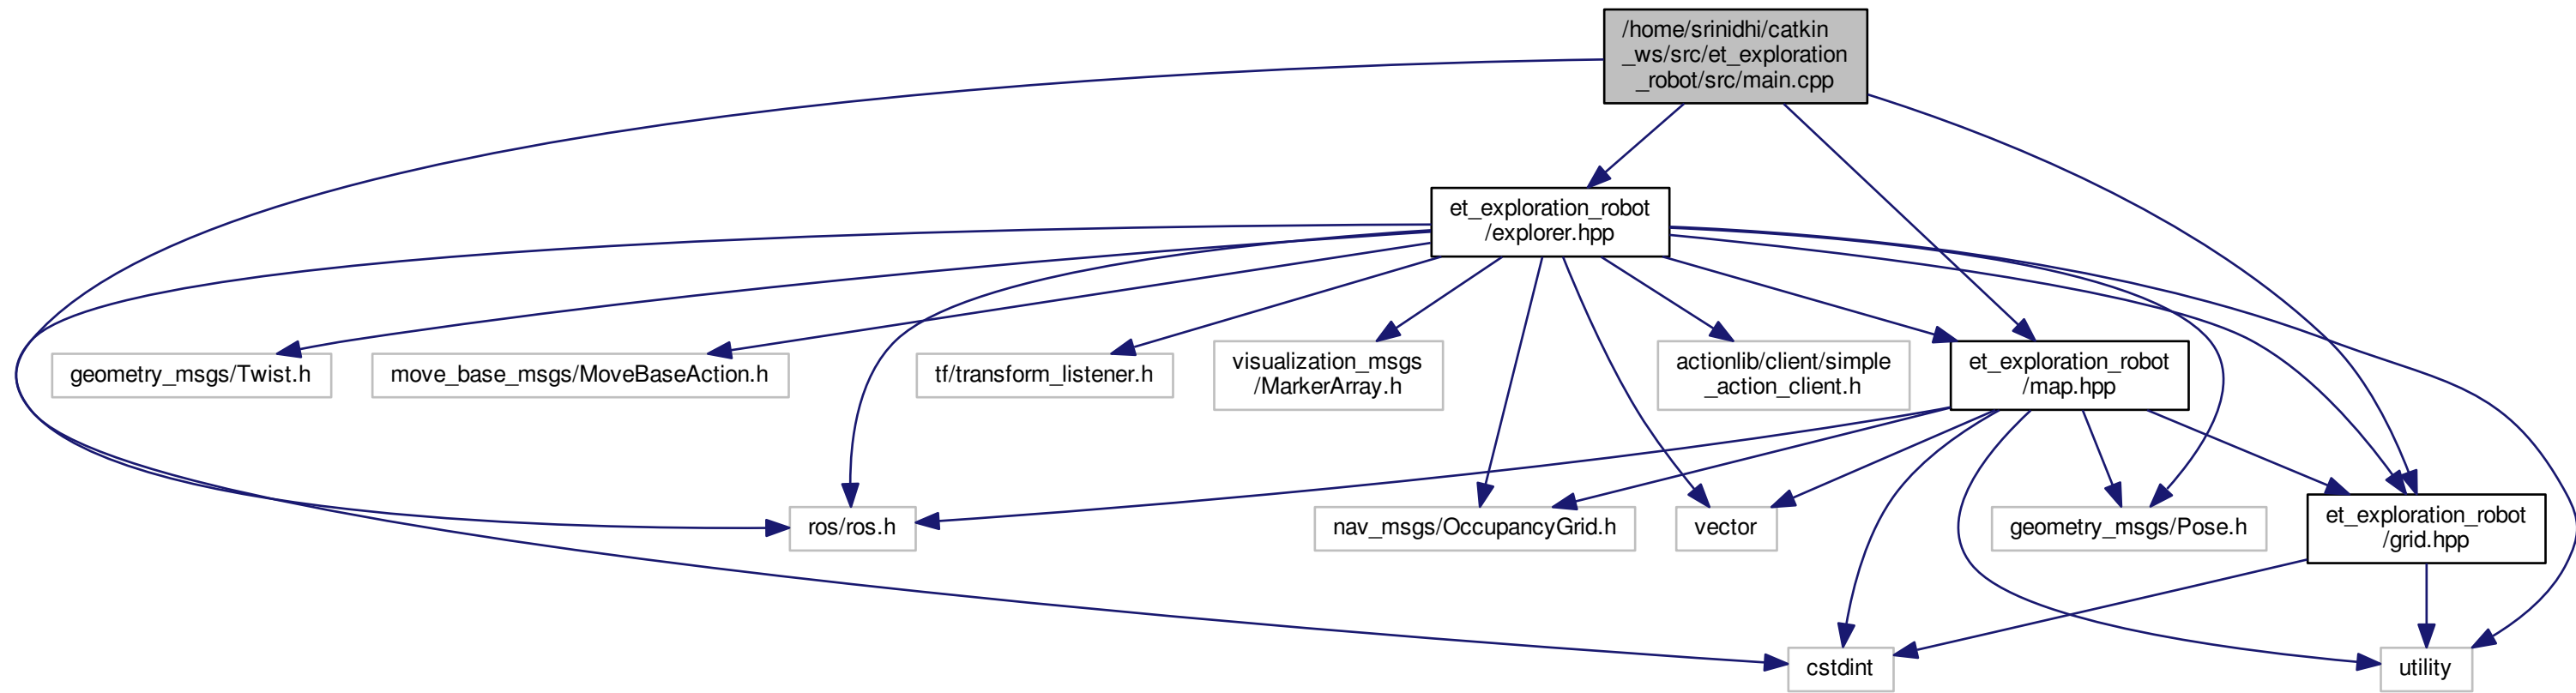 /home/srinidhi/catkin
_ws/src/et_exploration
_robot/src/main.cpp
et_exploration_robot
/explorer.hpp
geometry_msgs/Twist.h
move_base_msgs/MoveBaseAction.h
tf/transform_listener.h
visualization_msgs
/MarkerArray.h
actionlib/client/simple
_action_client.h
et_exploration_robot
/map.hpp
ros/ros.h
nav_msgs/OccupancyGrid.h
vector
geometry_msgs/Pose.h
et_exploration_robot
/grid.hpp
cstdint
utility